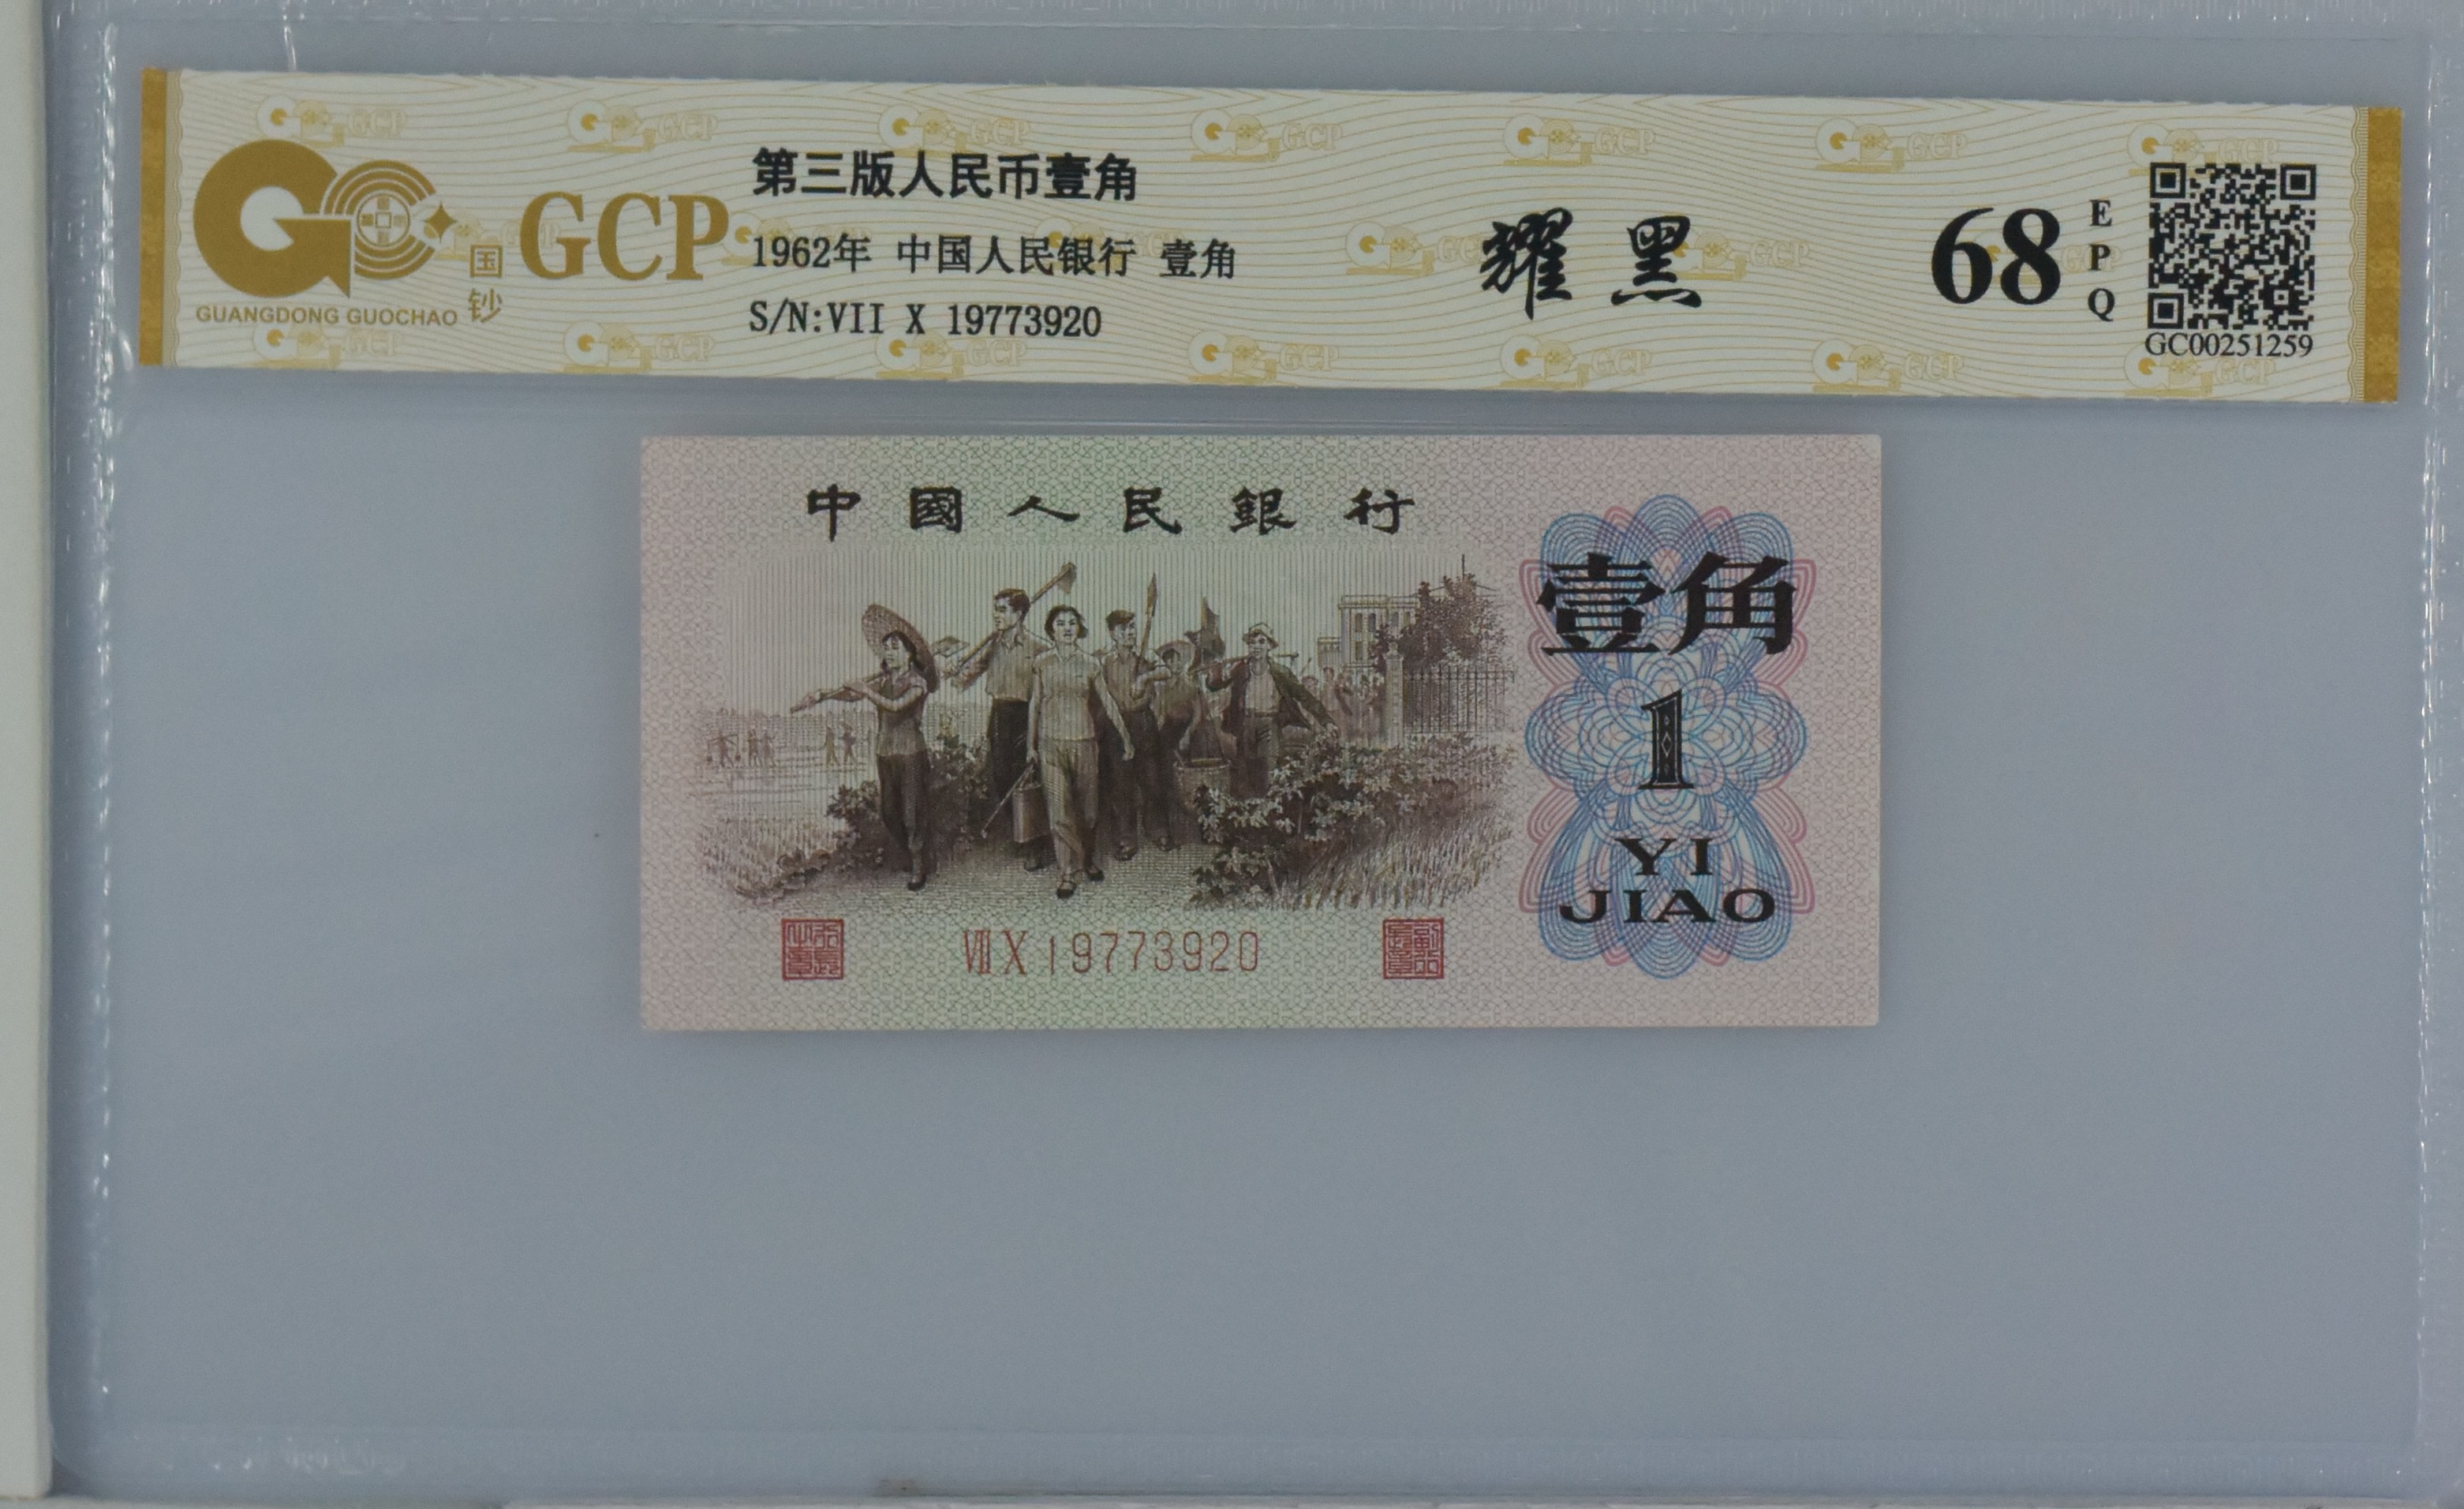 国钞
GCP
GUANGDONG GUOCHAO
第三版人民币壹角
1962年 中国人民银行 壹角
S/N:VII X 19773920
耀黑
68
EPQ
GC00251259
中國人民銀行
壹角
1
YI
JIAO
VII X 19773920